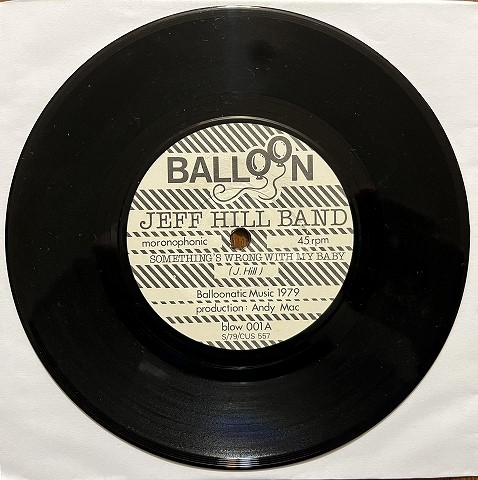 BALLOON
JEFF HILL BAND
moronophonic 45 rpm
SOMETHING'S WRONG WITH MY BABY
(J. Hill)
Balloonatic Music 1979
production: Andy Mac
blow 001A
S/79/CUS 557